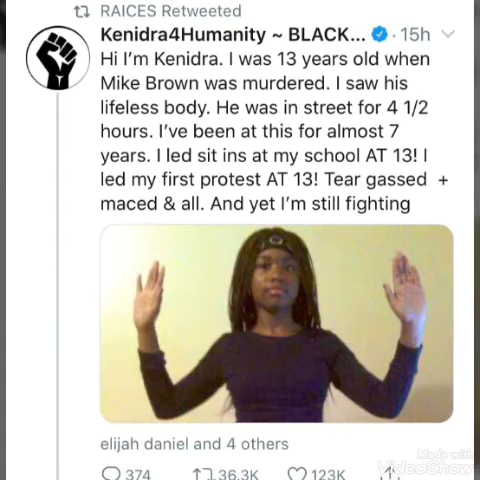 RAICES Retweeted
Kenidra4Humanity ~ BLACK... · 15h
Hi I'm Kenidra. I was 13 years old when
Mike Brown was murdered. I saw his
lifeless body. He was in street for 4 1/2
hours. I've been at this for almost 7
years. I led sit ins at my school AT 13! I
led my first protest AT 13! Tear gassed +
maced & all. And yet I'm still fighting
elijah daniel and 4 others
374 36.3K 123K
Made with
VideoShow